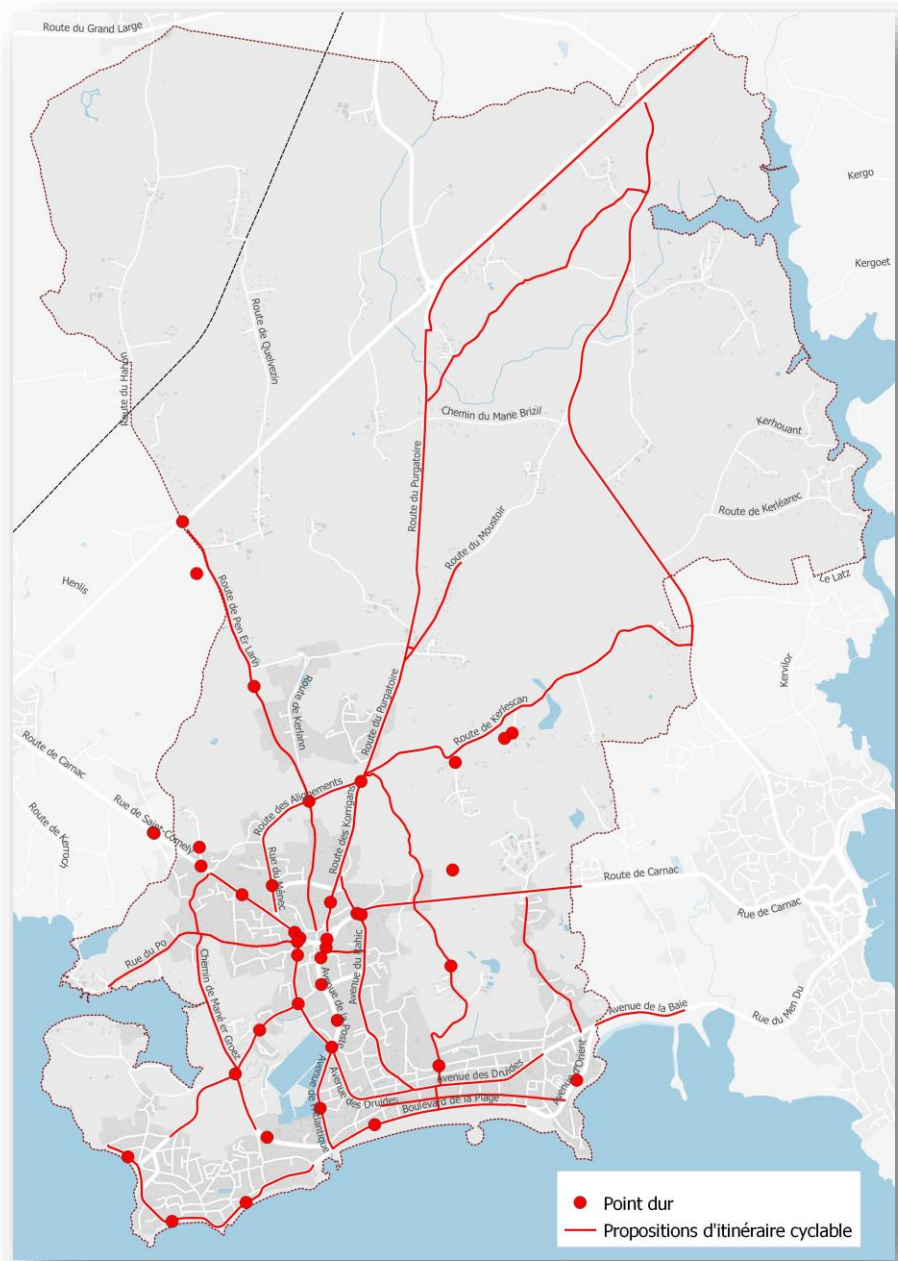 Route du Grand Large
Kergo
Kergoet
Route de Quelvezin
Route du Hahon
Chemin du Mane Brizil
Kerhouant
Route du Purgatoire
Route de Kerléarec
Route du Moustoir
Le Latz
Henlis
Route de Pen Er Lann
Kervilor
Route de Kerlann
Route du Purgatoire
Route de Kerlescan
Route de Carnac
Route des Alignements
Route des Korrigans
Rue de Saint-Cornely
Route de Kerroch
Rue du Ménec
Route de Carnac
Rue de Carnac
Rue du Po
Avenue du Rahic
Chemin de Mané er Groez
Avenue de la Poste
Avenue de la Baie
Rue du Men Du
Avenue d'Orient
Avenue des Druides
Avenue des Druides
Boulevard de la Plage
Avenue de l'Atlantique
Point dur
Propositions d'itinéraire cyclable